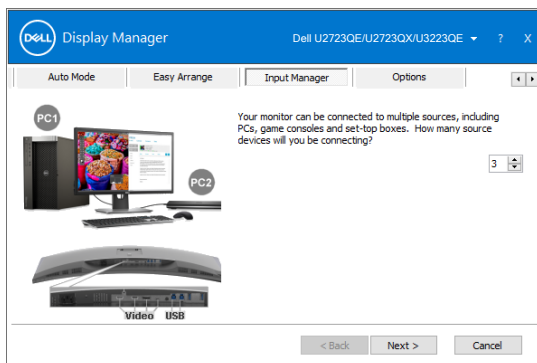 DELL Display Manager Dell U2723QE/U2723QX/U3223QE ? X
Auto Mode Easy Arrange Input Manager Options
PC1
Your monitor can be connected to multiple sources, including
PCs, game consoles and set-top boxes. How many source
devices will you be connecting?
3
PC2
Video USB
< Back Next > Cancel